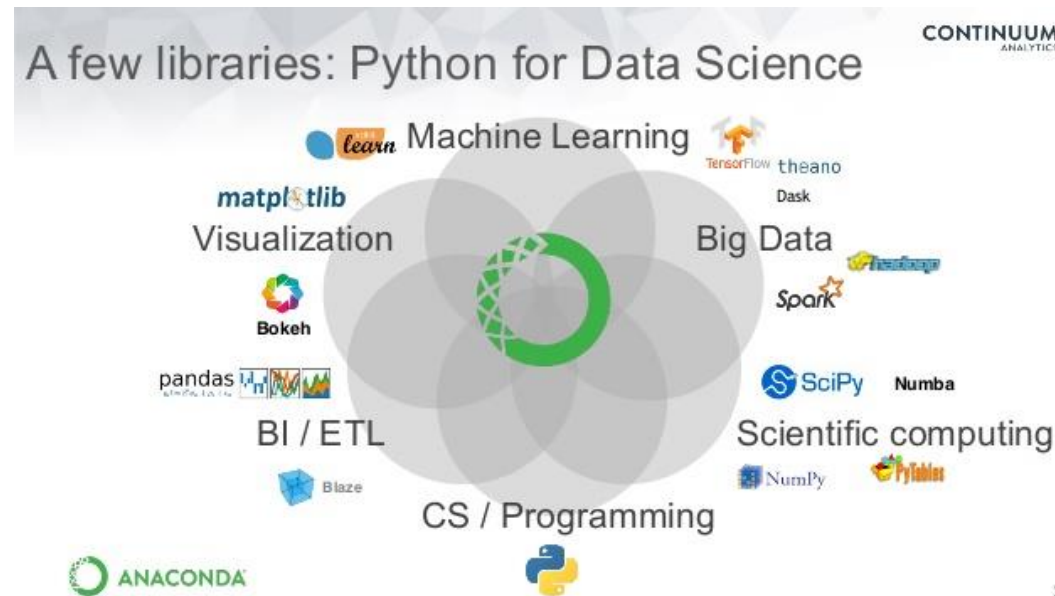 CONTINUUM
ANALYTICS
A few libraries: Python for Data Science
learn
Machine Learning
TensorFlow
theano
matplotlib
Dask
Visualization
Big Data
hadoop
Spark
Bokeh
pandas
SciPy
Numba
BI / ETL
Scientific computing
Blaze
NumPy
PyTables
CS / Programming
ANACONDA